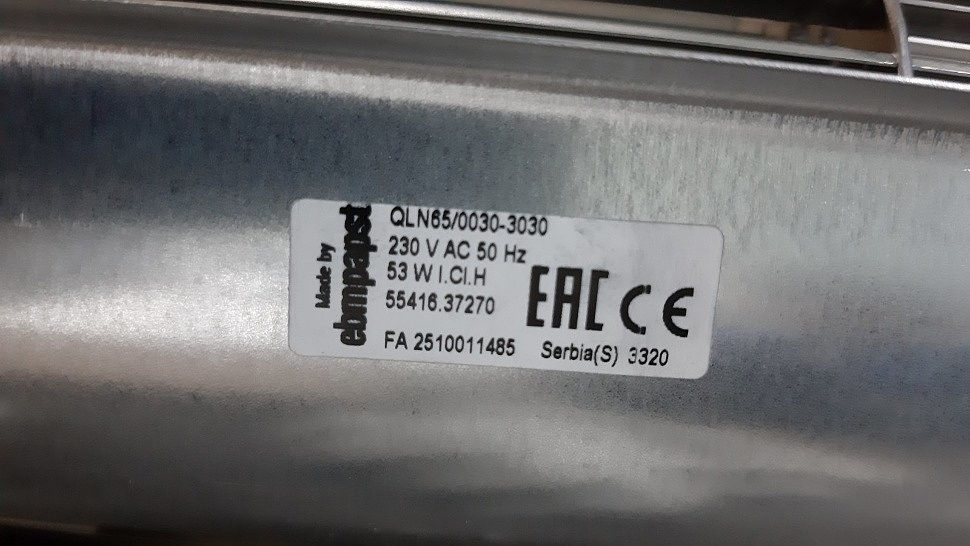 Made by
ebmpapst
QLN65/0030-3030
230 V AC 50 Hz
53 W I.Cl.H
55416.37270
EAC CE
FA 2510011485 Serbia(S) 3320